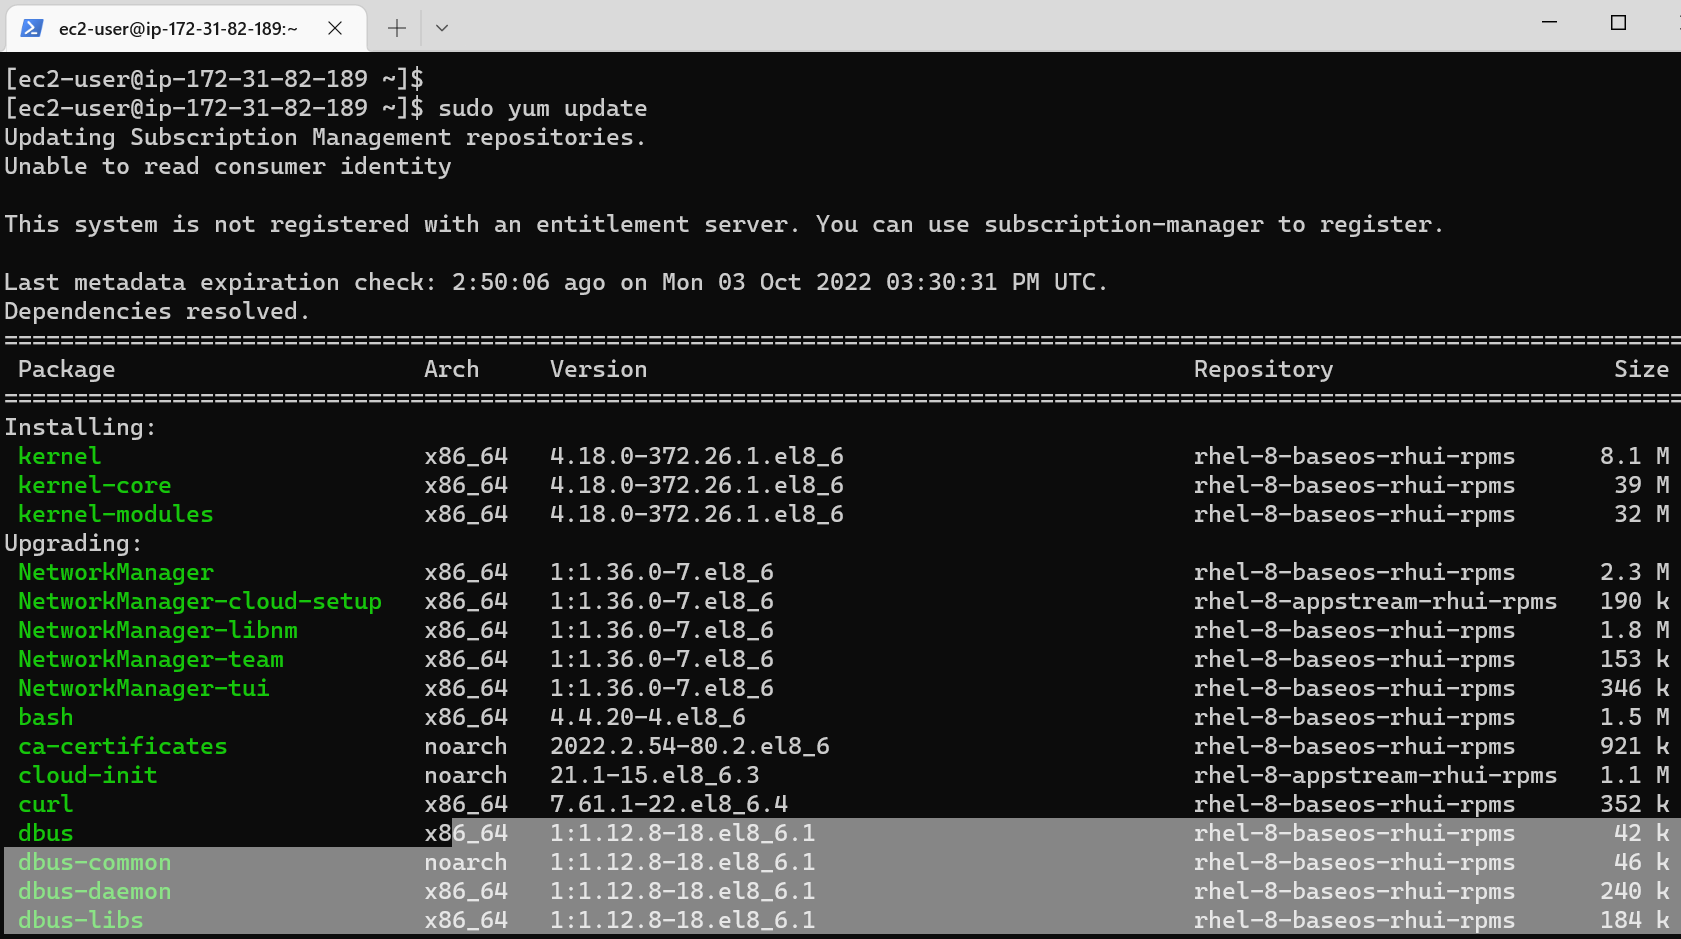 ec2-user@ip-172-31-82-189:~
[ec2-user@ip-172-31-82-189 ~]$
[ec2-user@ip-172-31-82-189 ~]$ sudo yum update
Updating Subscription Management repositories.
Unable to read consumer identity
This system is not registered with an entitlement server. You can use subscription-manager to register.
Last metadata expiration check: 2:50:06 ago on Mon 03 Oct 2022 03:30:31 PM UTC.
Dependencies resolved.
========================================================================================================================
Package Arch Version Repository Size
========================================================================================================================
Installing:
kernel x86_64 4.18.0-372.26.1.el8_6 rhel-8-baseos-rhui-rpms 8.1 M
kernel-core x86_64 4.18.0-372.26.1.el8_6 rhel-8-baseos-rhui-rpms 39 M
kernel-modules x86_64 4.18.0-372.26.1.el8_6 rhel-8-baseos-rhui-rpms 32 M
Upgrading:
NetworkManager x86_64 1:1.36.0-7.el8_6 rhel-8-baseos-rhui-rpms 2.3 M
NetworkManager-cloud-setup x86_64 1:1.36.0-7.el8_6 rhel-8-appstream-rhui-rpms 190 k
NetworkManager-libnm x86_64 1:1.36.0-7.el8_6 rhel-8-baseos-rhui-rpms 1.8 M
NetworkManager-team x86_64 1:1.36.0-7.el8_6 rhel-8-baseos-rhui-rpms 153 k
NetworkManager-tui x86_64 1:1.36.0-7.el8_6 rhel-8-baseos-rhui-rpms 346 k
bash x86_64 4.4.20-4.el8_6 rhel-8-baseos-rhui-rpms 1.5 M
ca-certificates noarch 2022.2.54-80.2.el8_6 rhel-8-baseos-rhui-rpms 921 k
cloud-init noarch 21.1-15.el8_6.3 rhel-8-appstream-rhui-rpms 1.1 M
curl x86_64 7.61.1-22.el8_6.4 rhel-8-baseos-rhui-rpms 352 k
dbus x86_64 1:1.12.8-18.el8_6.1 rhel-8-baseos-rhui-rpms 42 k
dbus-common noarch 1:1.12.8-18.el8_6.1 rhel-8-baseos-rhui-rpms 46 k
dbus-daemon x86_64 1:1.12.8-18.el8_6.1 rhel-8-baseos-rhui-rpms 240 k
dbus-libs x86_64 1:1.12.8-18.el8_6.1 rhel-8-baseos-rhui-rpms 184 k